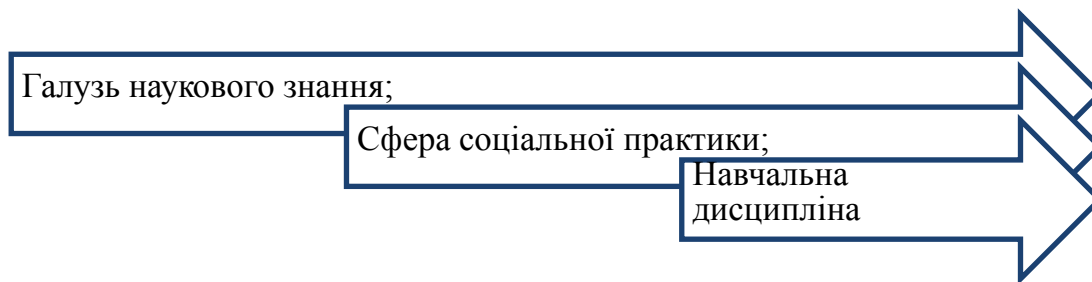 Галузь наукового знання;
Сфера соціальної практики;
Навчальна
дисципліна